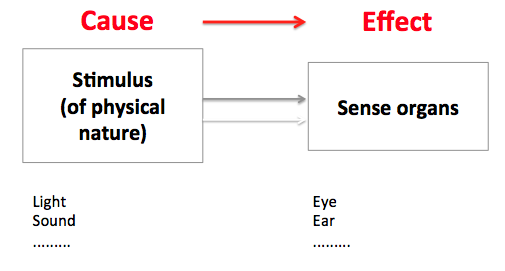 Cause
Effect
Stimulus
(of physical
nature)
Sense organs
Light
Sound
.........
Eye
Ear
.........